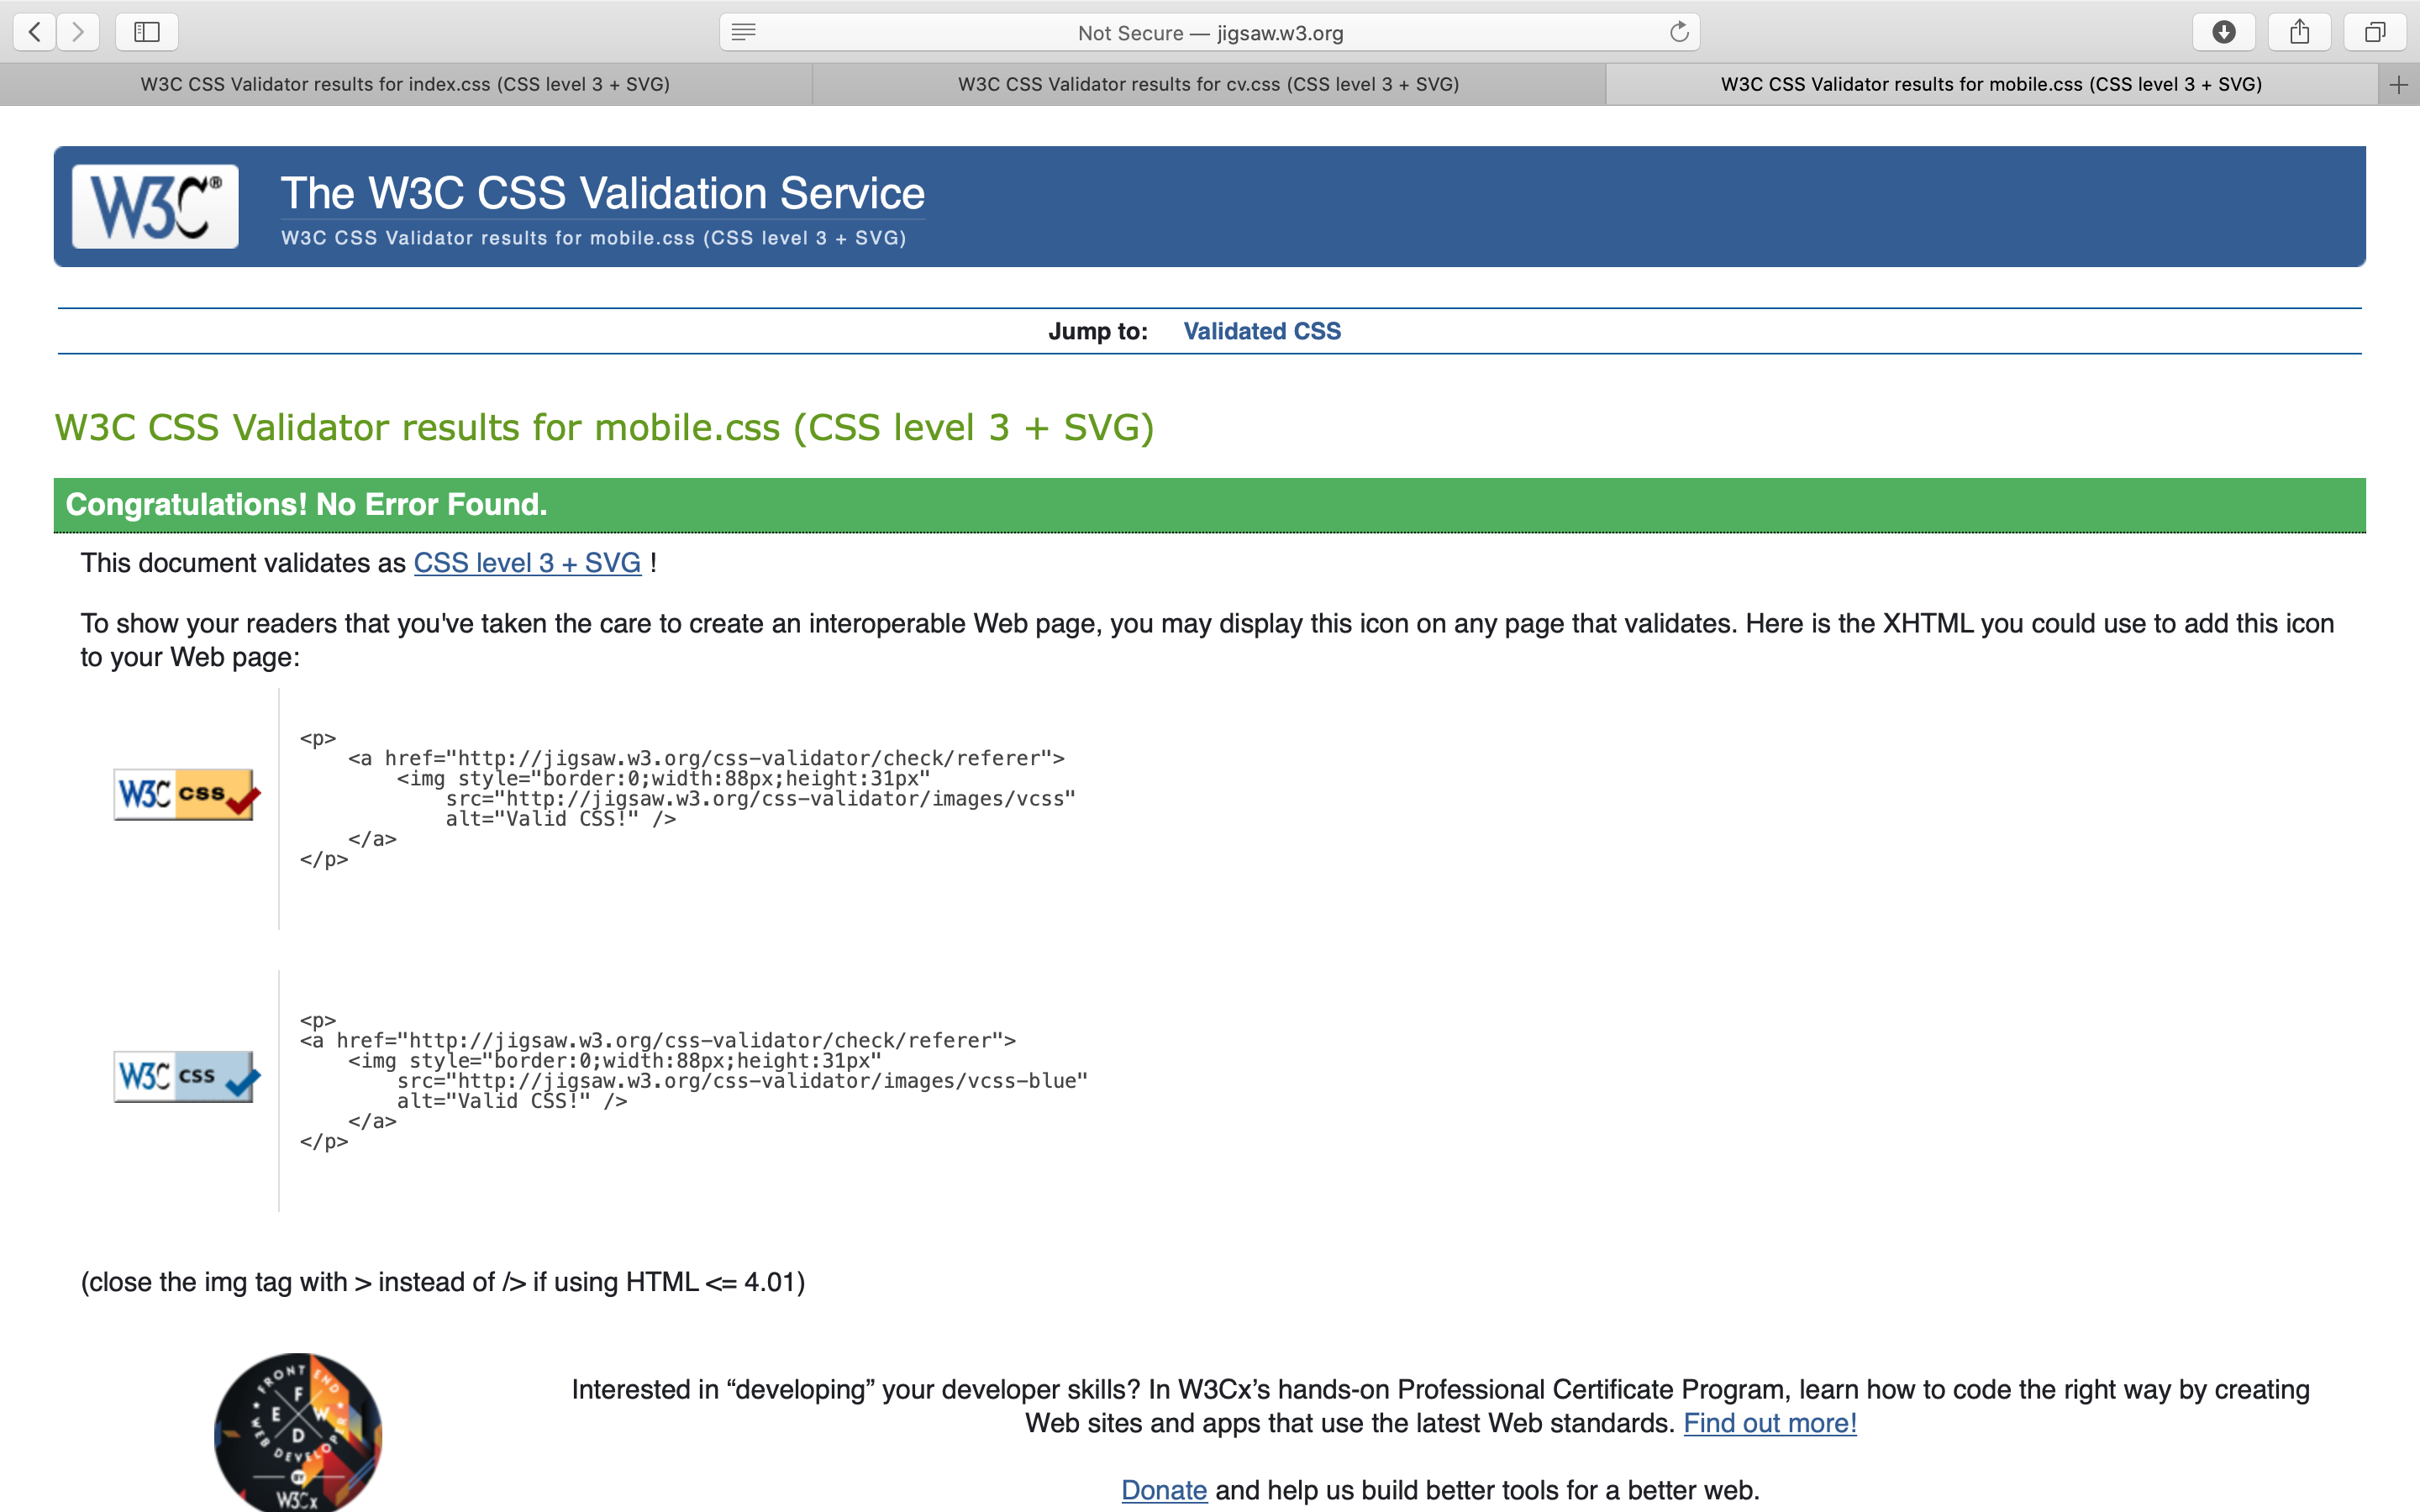 Not Secure — jigsaw.w3.org
W3C CSS Validator results for index.css (CSS level 3 + SVG)
W3C CSS Validator results for cv.css (CSS level 3 + SVG)
W3C CSS Validator results for mobile.css (CSS level 3 + SVG)
W3C®
The W3C CSS Validation Service
W3C CSS Validator results for mobile.css (CSS level 3 + SVG)
Jump to: Validated CSS
W3C CSS Validator results for mobile.css (CSS level 3 + SVG)
Congratulations! No Error Found.
This document validates as CSS level 3 + SVG !
To show your readers that you've taken the care to create an interoperable Web page, you may display this icon on any page that validates. Here is the XHTML you could use to add this icon
to your Web page:
W3C css
<p>
<a href="http://jigsaw.w3.org/css-validator/check/referer">
<img style="border:0;width:88px;height:31px"
src="http://jigsaw.w3.org/css-validator/images/vcss"
alt="Valid CSS!" />
</a>
</p>
W3C css
<p>
<a href="http://jigsaw.w3.org/css-validator/check/referer">
<img style="border:0;width:88px;height:31px"
src="http://jigsaw.w3.org/css-validator/images/vcss-blue"
alt="Valid CSS!" />
</a>
</p>
(close the img tag with > instead of /> if using HTML <= 4.01)
FRONT END
F
E W
D
WEB DEVELOPER
BY
W3Cx
Interested in “developing” your developer skills? In W3Cx’s hands-on Professional Certificate Program, learn how to code the right way by creating
Web sites and apps that use the latest Web standards. Find out more!
Donate and help us build better tools for a better web.